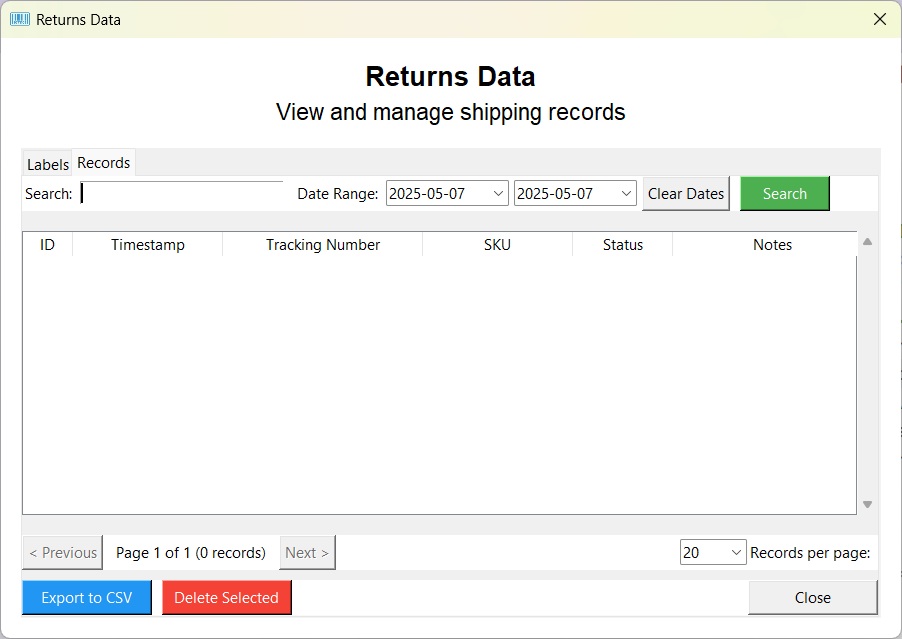 Returns Data
Returns Data
View and manage shipping records
Labels Records
Search: Date Range: 2025-05-07 2025-05-07 Clear Dates Search
ID Timestamp Tracking Number SKU Status Notes
< Previous Page 1 of 1 (0 records) Next > 20 Records per page:
Export to CSV Delete Selected Close